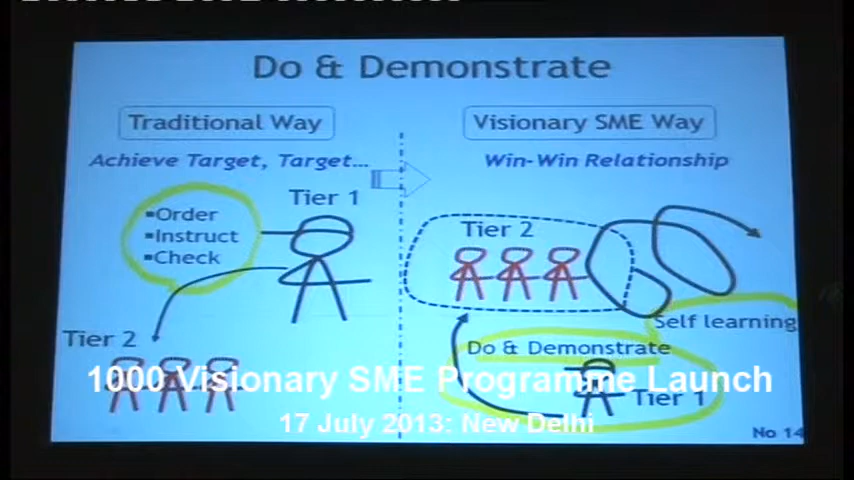 Do & Demonstrate
Traditional Way
Achieve Target, Target...
Tier 1
▪Order
▪Instruct
▪Check
Tier 2
Visionary SME Way
Win-Win Relationship
Tier 2
Self learning
Do & Demonstrate
Tier 1
1000 Visionary SME Programme Launch
17 July 2013: New Delhi
No 14